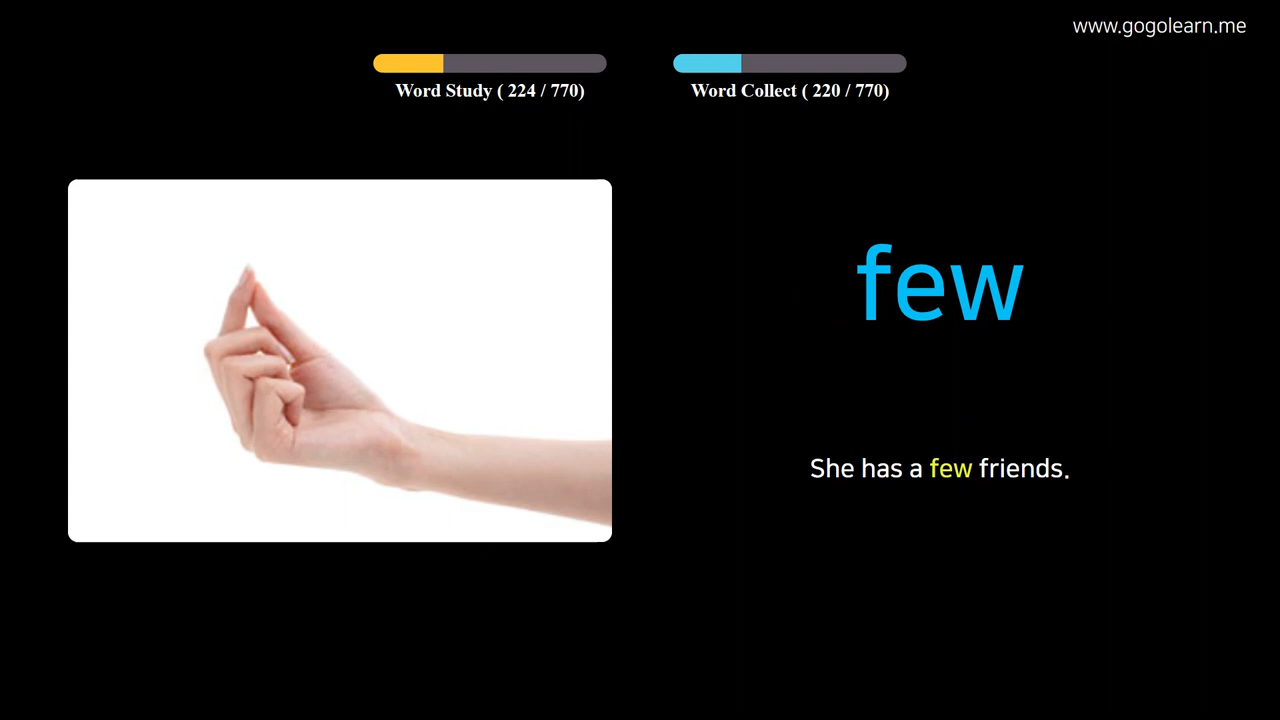 www.gogolearn.me
Word Study ( 224 / 770)
Word Collect ( 220 / 770)
few
She has a few friends.